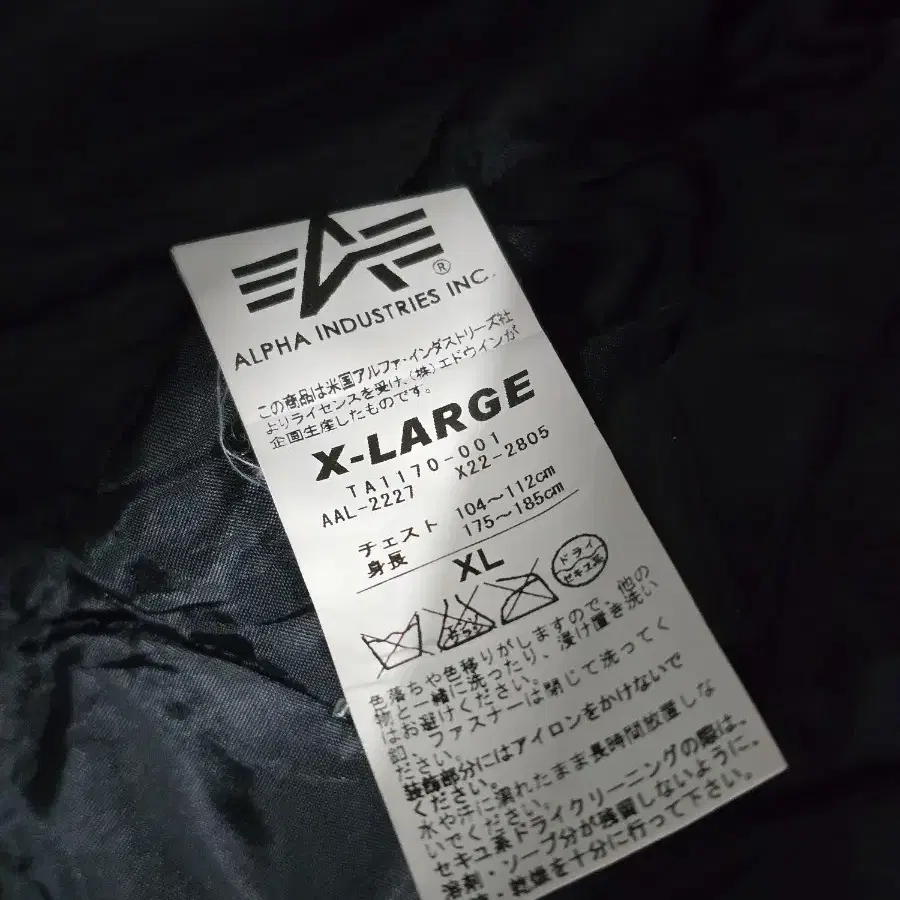 ®
ALPHA INDUSTRIES INC.
この商品は米国アルファ・インダストリーズ社
よりライセンスを受け、(株)エドウインが
企画生産したものです。
X-LARGE
TA1170-001
AAL-2227 X22-2805
チェスト 104～112cm
身長 175～185cm
XL
エンソサラシ
ドライ
セキユ系
色落ちや色移りがしますので、他の
物と一緒に洗ったり、浸け置き洗い
はお避けください。
釦、ファスナーは閉じて洗ってく
ださい。
装飾部分にはアイロンをかけないで
ください。
水や汗に濡れたまま長時間放置しな
いでください。
セキユ系ドライクリーニングの際は、
溶剤・ソープ分が残留しないように、
乾燥を十分に行って下さい。